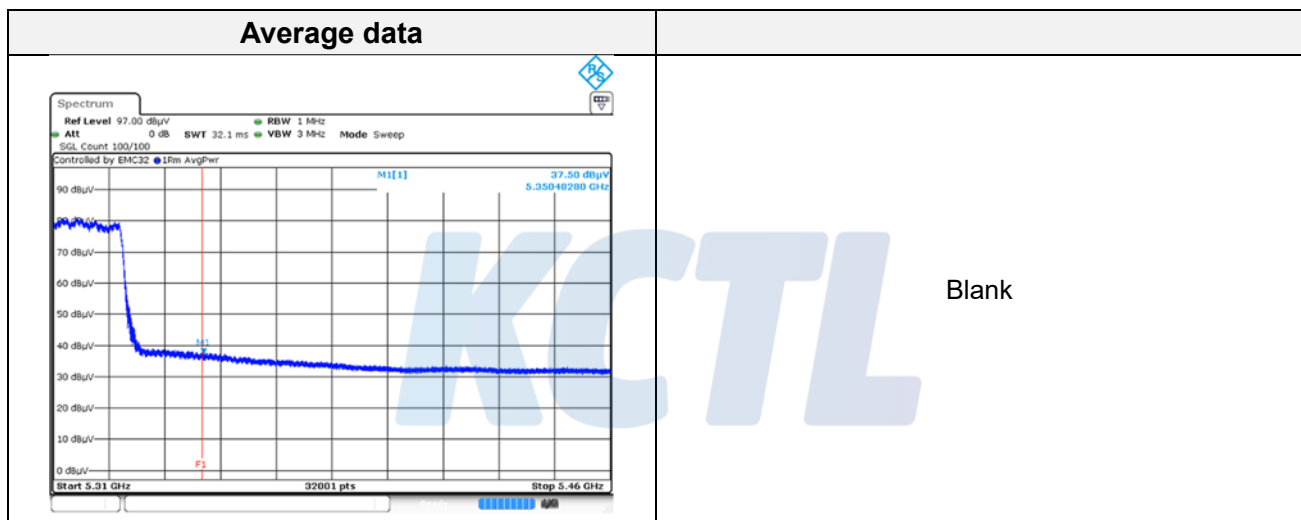 Average data
R&S
Spectrum
Ref Level 97.00 dBµV RBW 1 MHz
Att 0 dB SWT 32.1 ms VBW 3 MHz Mode Sweep
SGL Count 100/100
Controlled by EMC32 1Rm AvgPwr
M1[1] 37.50 dBµV
5.35048280 GHz
90 dBµV
80 dBµV
70 dBµV
60 dBµV
50 dBµV
40 dBµV
M1
30 dBµV
20 dBµV
10 dBµV
0 dBµV
F1
Start 5.31 GHz 32001 pts Stop 5.46 GHz
KCTL
Blank